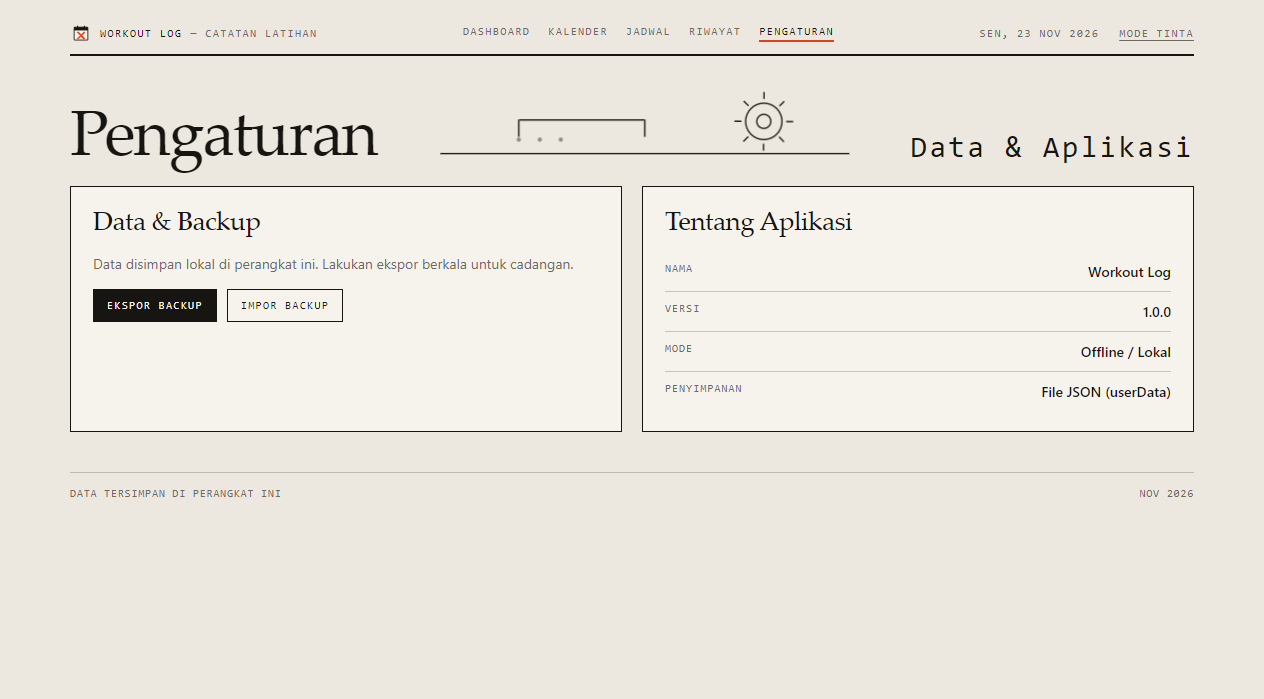 WORKOUT LOG — CATATAN LATIHAN
DASHBOARD KALENDER JADWAL RIWAYAT PENGATURAN
SEN, 23 NOV 2026 MODE TINTA
Pengaturan
Data & Aplikasi
Data & Backup
Data disimpan lokal di perangkat ini. Lakukan ekspor berkala untuk cadangan.
EKSPOR BACKUP IMPOR BACKUP
Tentang Aplikasi
NAMA Workout Log
VERSI 1.0.0
MODE Offline / Lokal
PENYIMPANAN File JSON (userData)
DATA TERSIMPAN DI PERANGKAT INI
NOV 2026